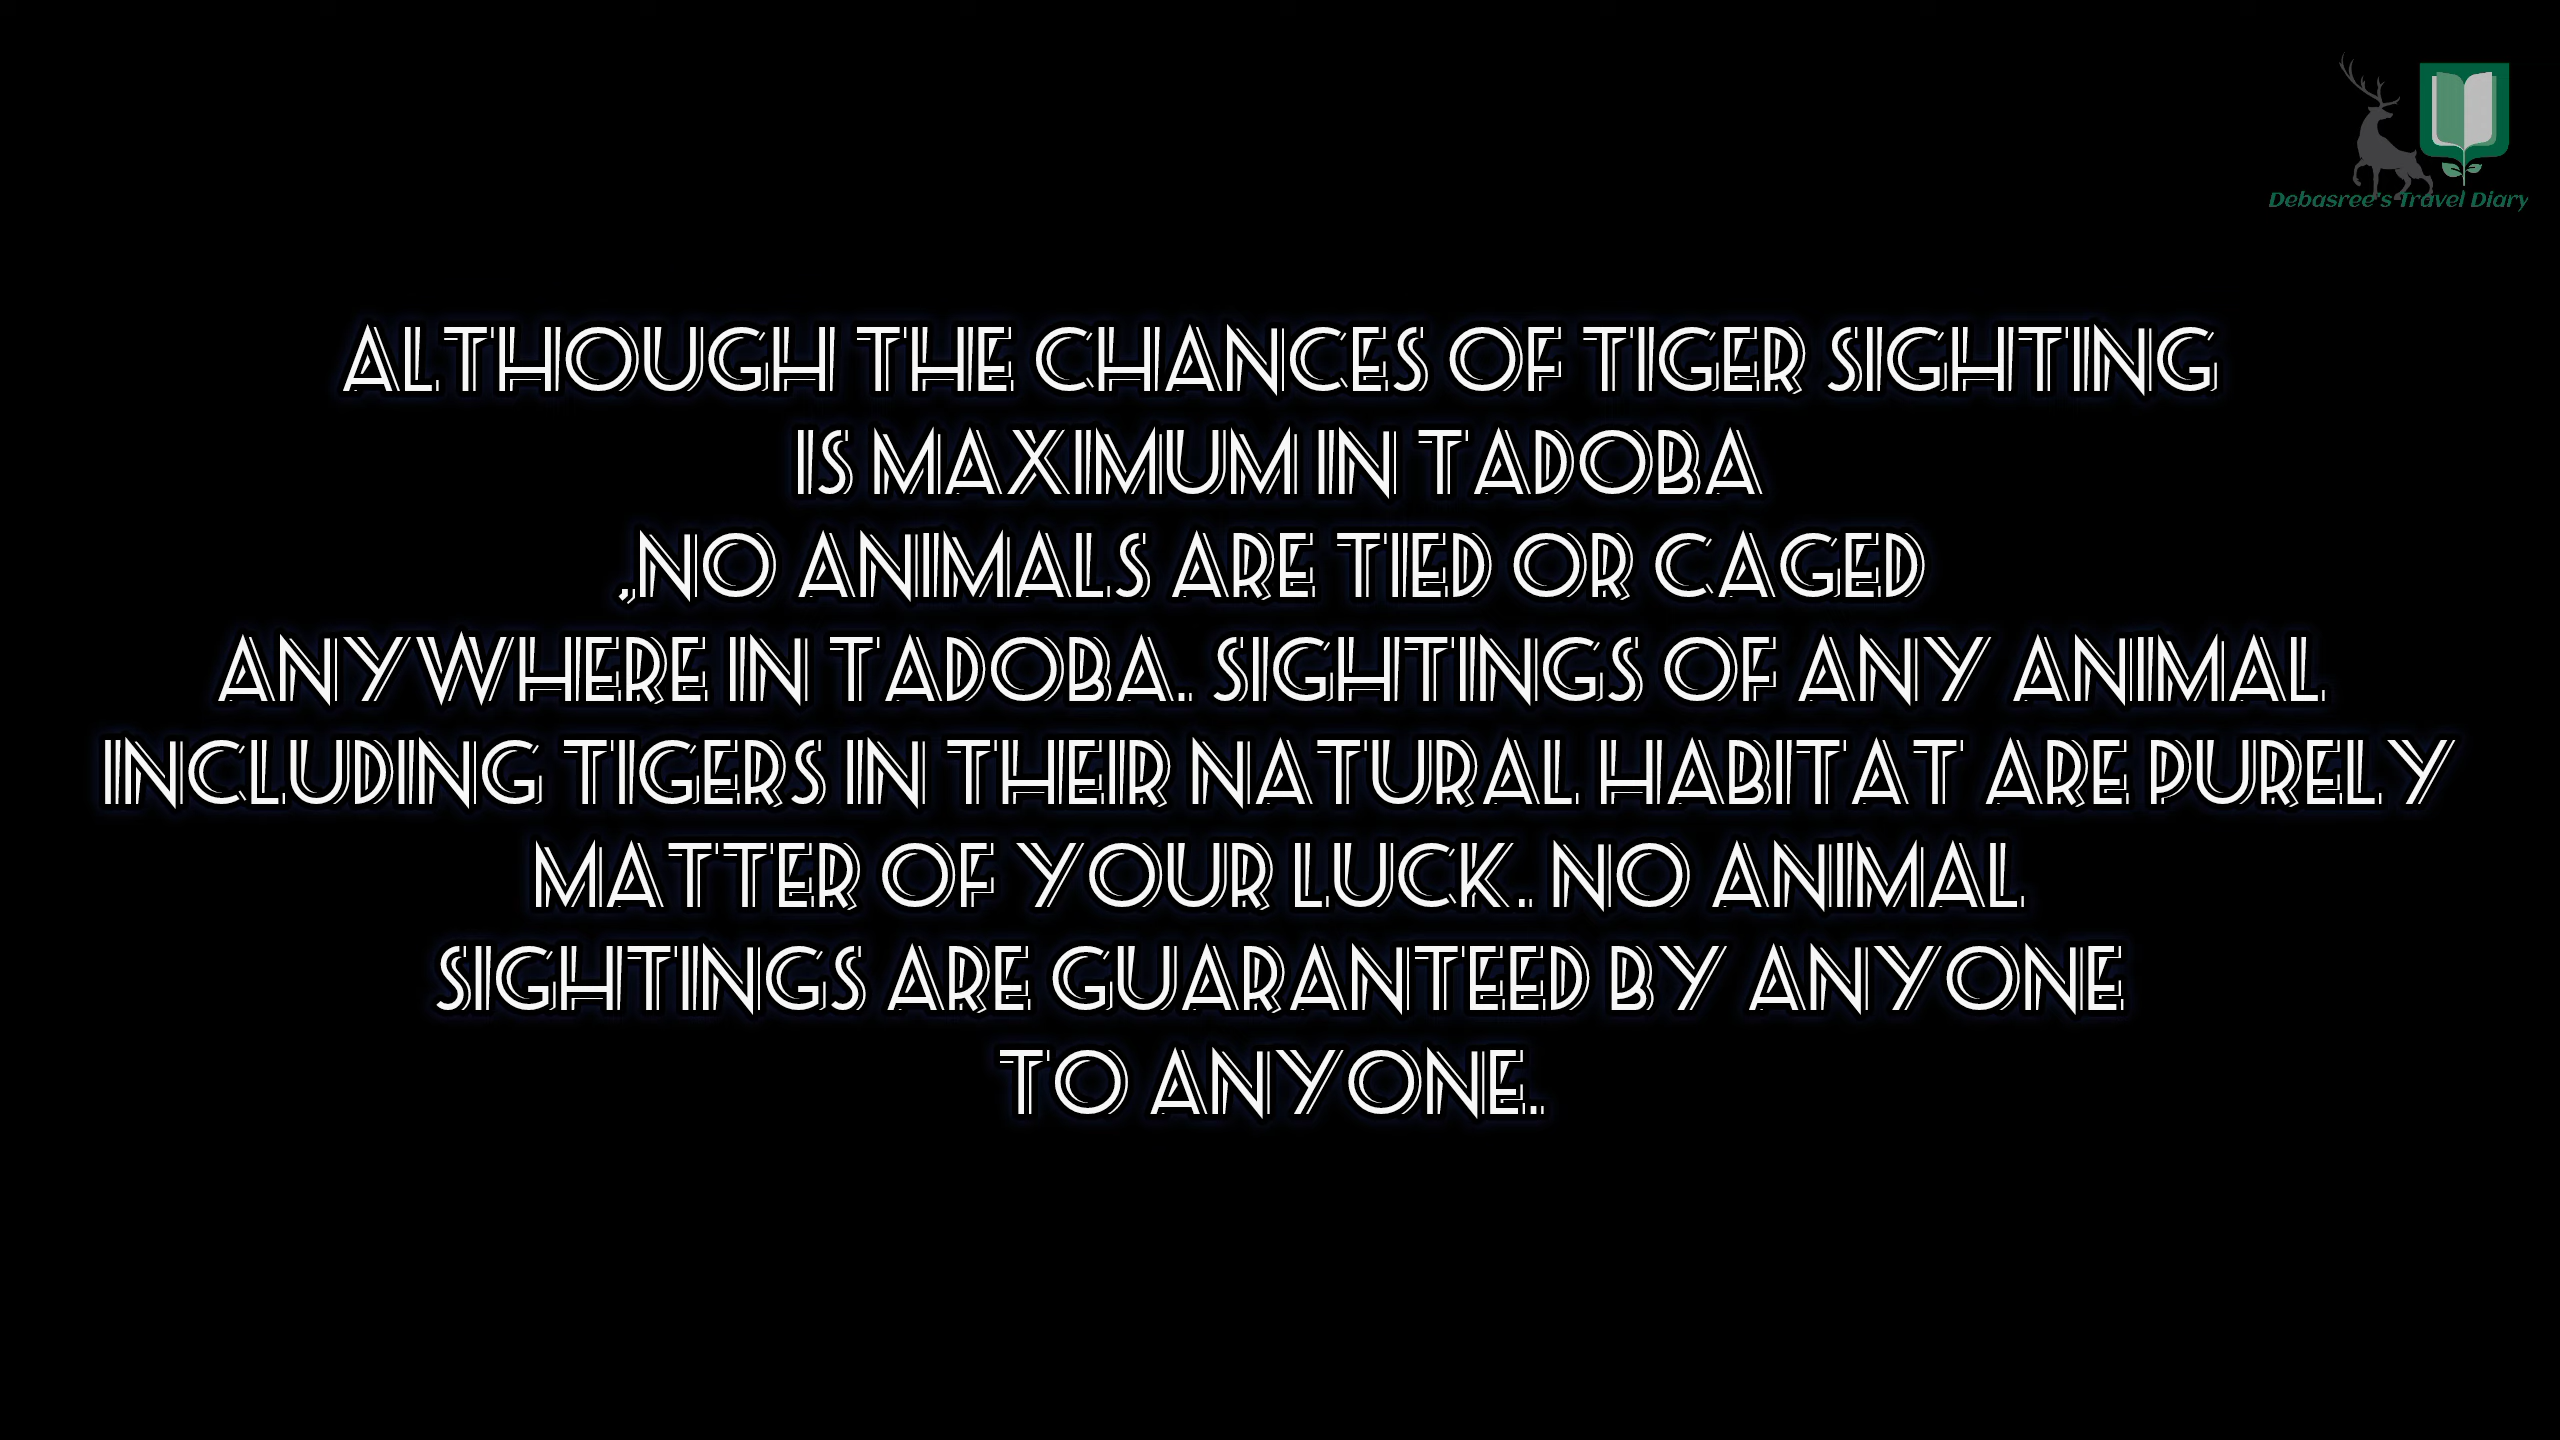 Debasree's Travel Diary
ALTHOUGH THE CHANCES OF TIGER SIGHTING
IS MAXIMUM IN TADOBA
,NO ANIMALS ARE TIED OR CAGED
ANYWHERE IN TADOBA. SIGHTINGS OF ANY ANIMAL
INCLUDING TIGERS IN THEIR NATURAL HABITAT ARE PURELY
MATTER OF YOUR LUCK. NO ANIMAL
SIGHTINGS ARE GUARANTEED BY ANYONE
TO ANYONE.